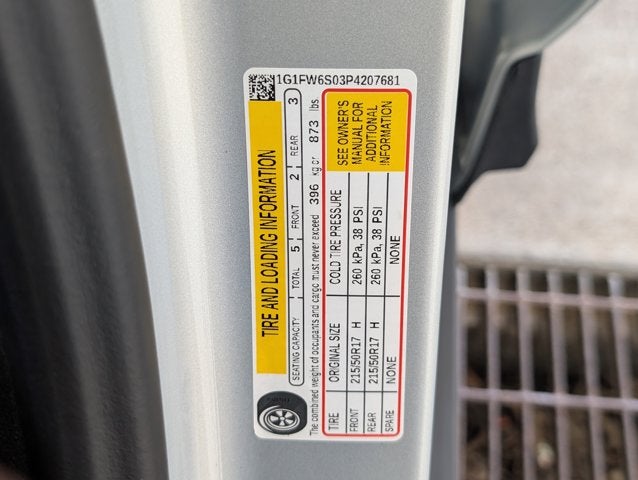 1G1FW6S03P4207681
TIRE AND LOADING INFORMATION
SEATING CAPACITY TOTAL 5 FRONT 2 REAR 3
The combined weight of occupants and cargo must never exceed 396 kg or 873 lbs
TIRE ORIGINAL SIZE COLD TIRE PRESSURE
FRONT 215/50R17 H 260 kPa, 38 PSI
REAR 215/50R17 H 260 kPa, 38 PSI
SPARE NONE NONE
SEE OWNER'S
MANUAL FOR
ADDITIONAL
INFORMATION